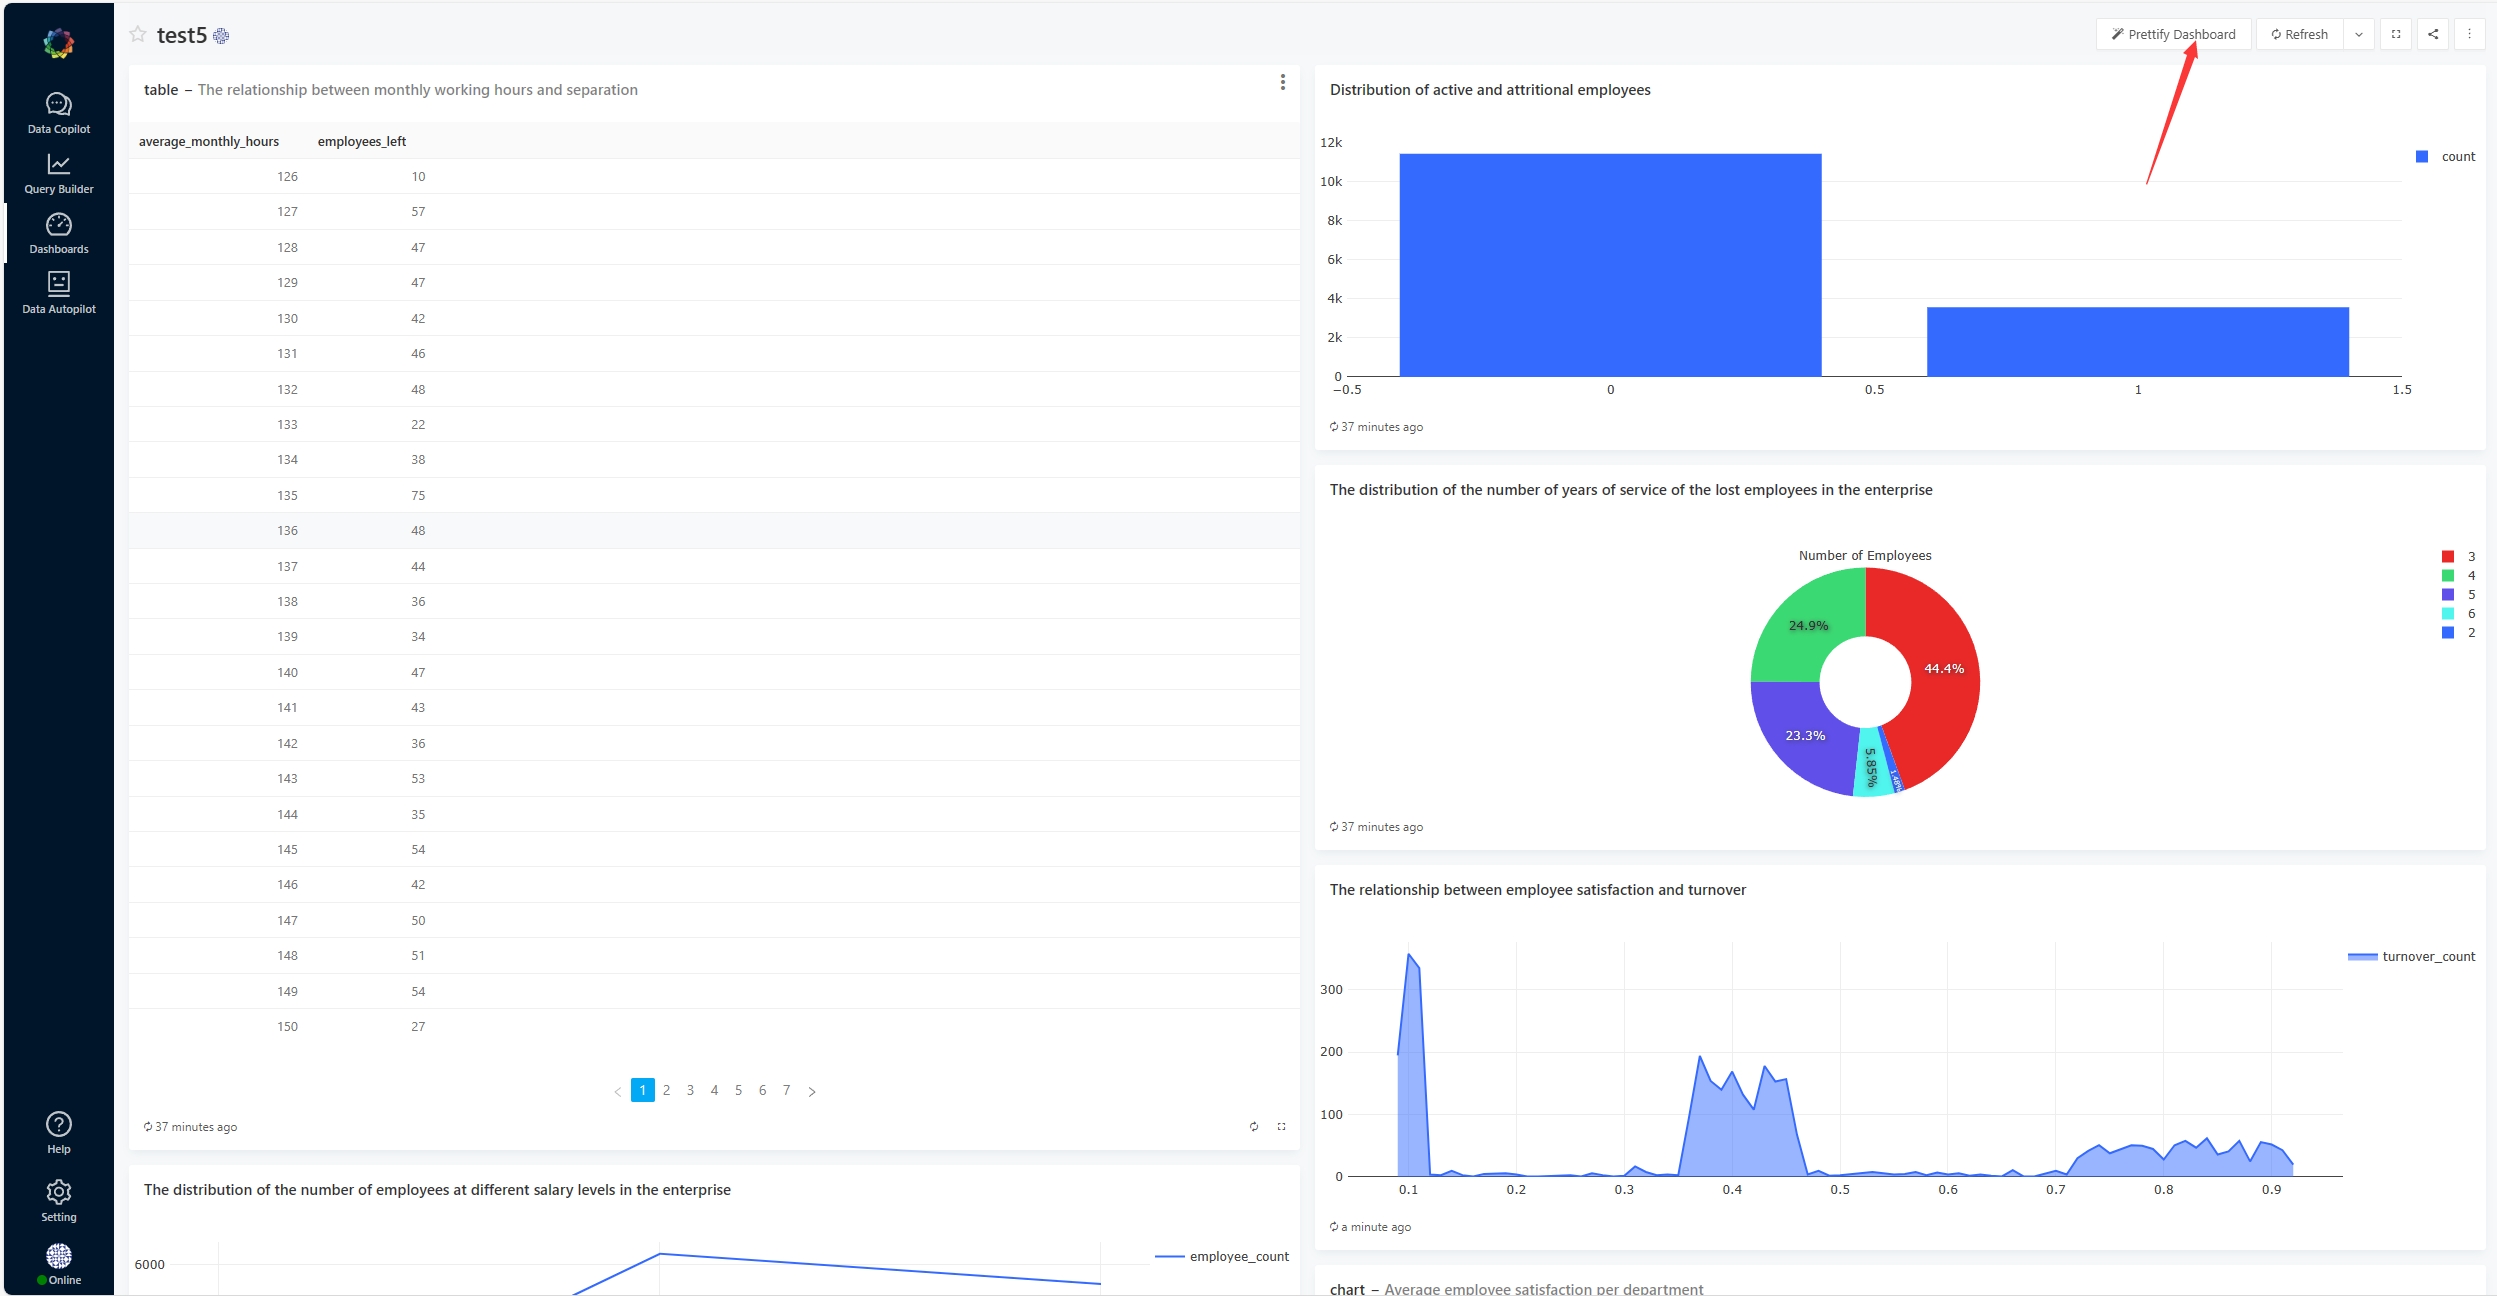 test5
Prettify Dashboard
Refresh
Data Copilot
Query Builder
Dashboards
Data Autopilot
Help
Setting
Online
table – The relationship between monthly working hours and separation
average_monthly_hours employees_left
126 10
127 57
128 47
129 47
130 42
131 46
132 48
133 22
134 38
135 75
136 48
137 44
138 36
139 34
140 47
141 43
142 36
143 53
144 35
145 54
146 42
147 50
148 51
149 54
150 27
< 1 2 3 4 5 6 7 >
37 minutes ago
The distribution of the number of employees at different salary levels in the enterprise
6000
employee_count
Distribution of active and attritional employees
12k
10k
8k
6k
4k
2k
0
−0.5 0 0.5 1 1.5
count
37 minutes ago
The distribution of the number of years of service of the lost employees in the enterprise
Number of Employees
24.9%
44.4%
23.3%
5.85%
1.48%
3
4
5
6
2
37 minutes ago
The relationship between employee satisfaction and turnover
300
200
100
0
0.1 0.2 0.3 0.4 0.5 0.6 0.7 0.8 0.9
turnover_count
a minute ago
chart – Average employee satisfaction per department